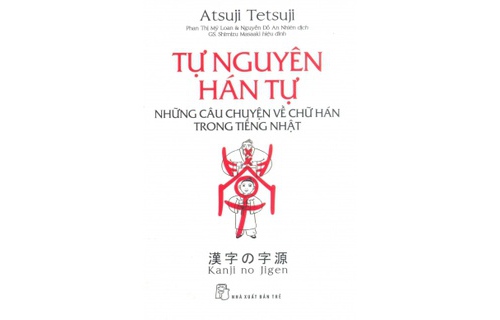 Atsuji Tetsuji
Phan Thị Mỹ Loan & Nguyễn Đỗ An Nhiên dịch
GS. Shimizu Masaaki hiệu đính
TỰ NGUYÊN
HÁN TỰ
NHỮNG CÂU CHUYỆN VỀ CHỮ HÁN
TRONG TIẾNG NHẬT
漢字の字源
Kanji no Jigen
NHÀ XUẤT BẢN TRẺ